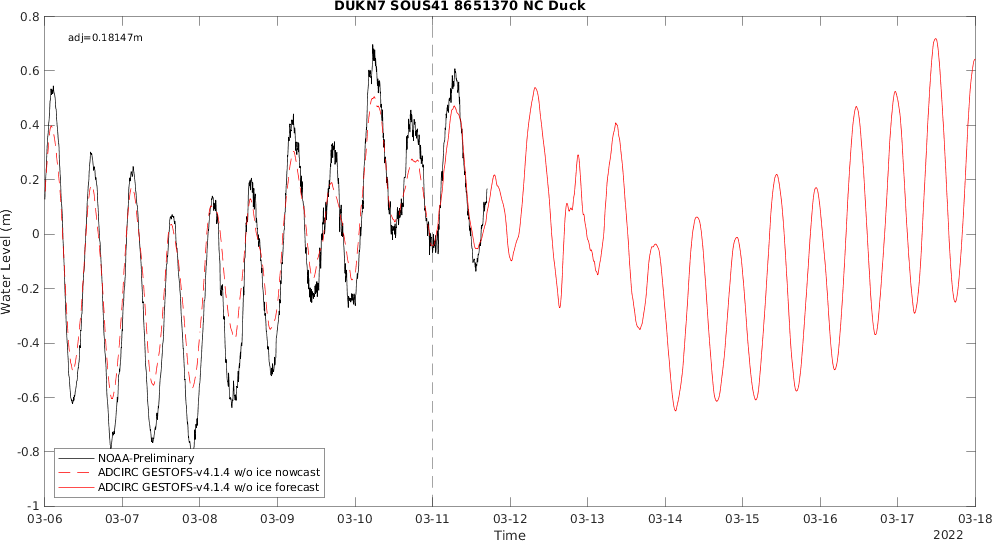 DUKN7 SOUS41 8651370 NC Duck
adj=0.18147m
0.8
0.6
0.4
0.2
0
-0.2
-0.4
-0.6
-0.8
-1
Water Level (m)
NOAA-Preliminary
ADCIRC GESTOFS-v4.1.4 w/o ice nowcast
ADCIRC GESTOFS-v4.1.4 w/o ice forecast
03-06 03-07 03-08 03-09 03-10 03-11 03-12 03-13 03-14 03-15 03-16 03-17 03-18
Time
2022